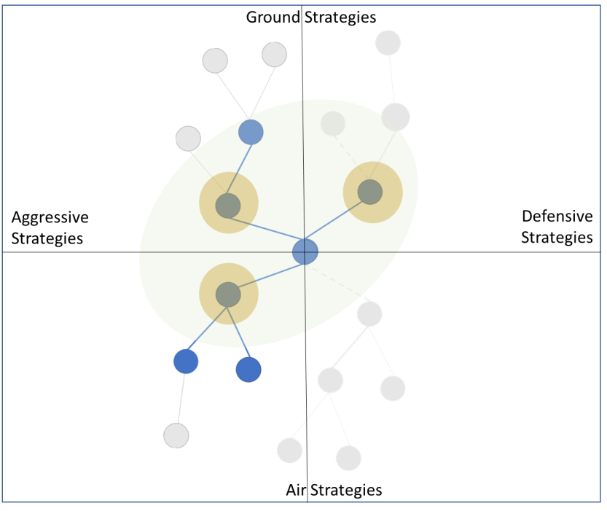 Ground Strategies
Aggressive
Strategies
Defensive
Strategies
Air Strategies